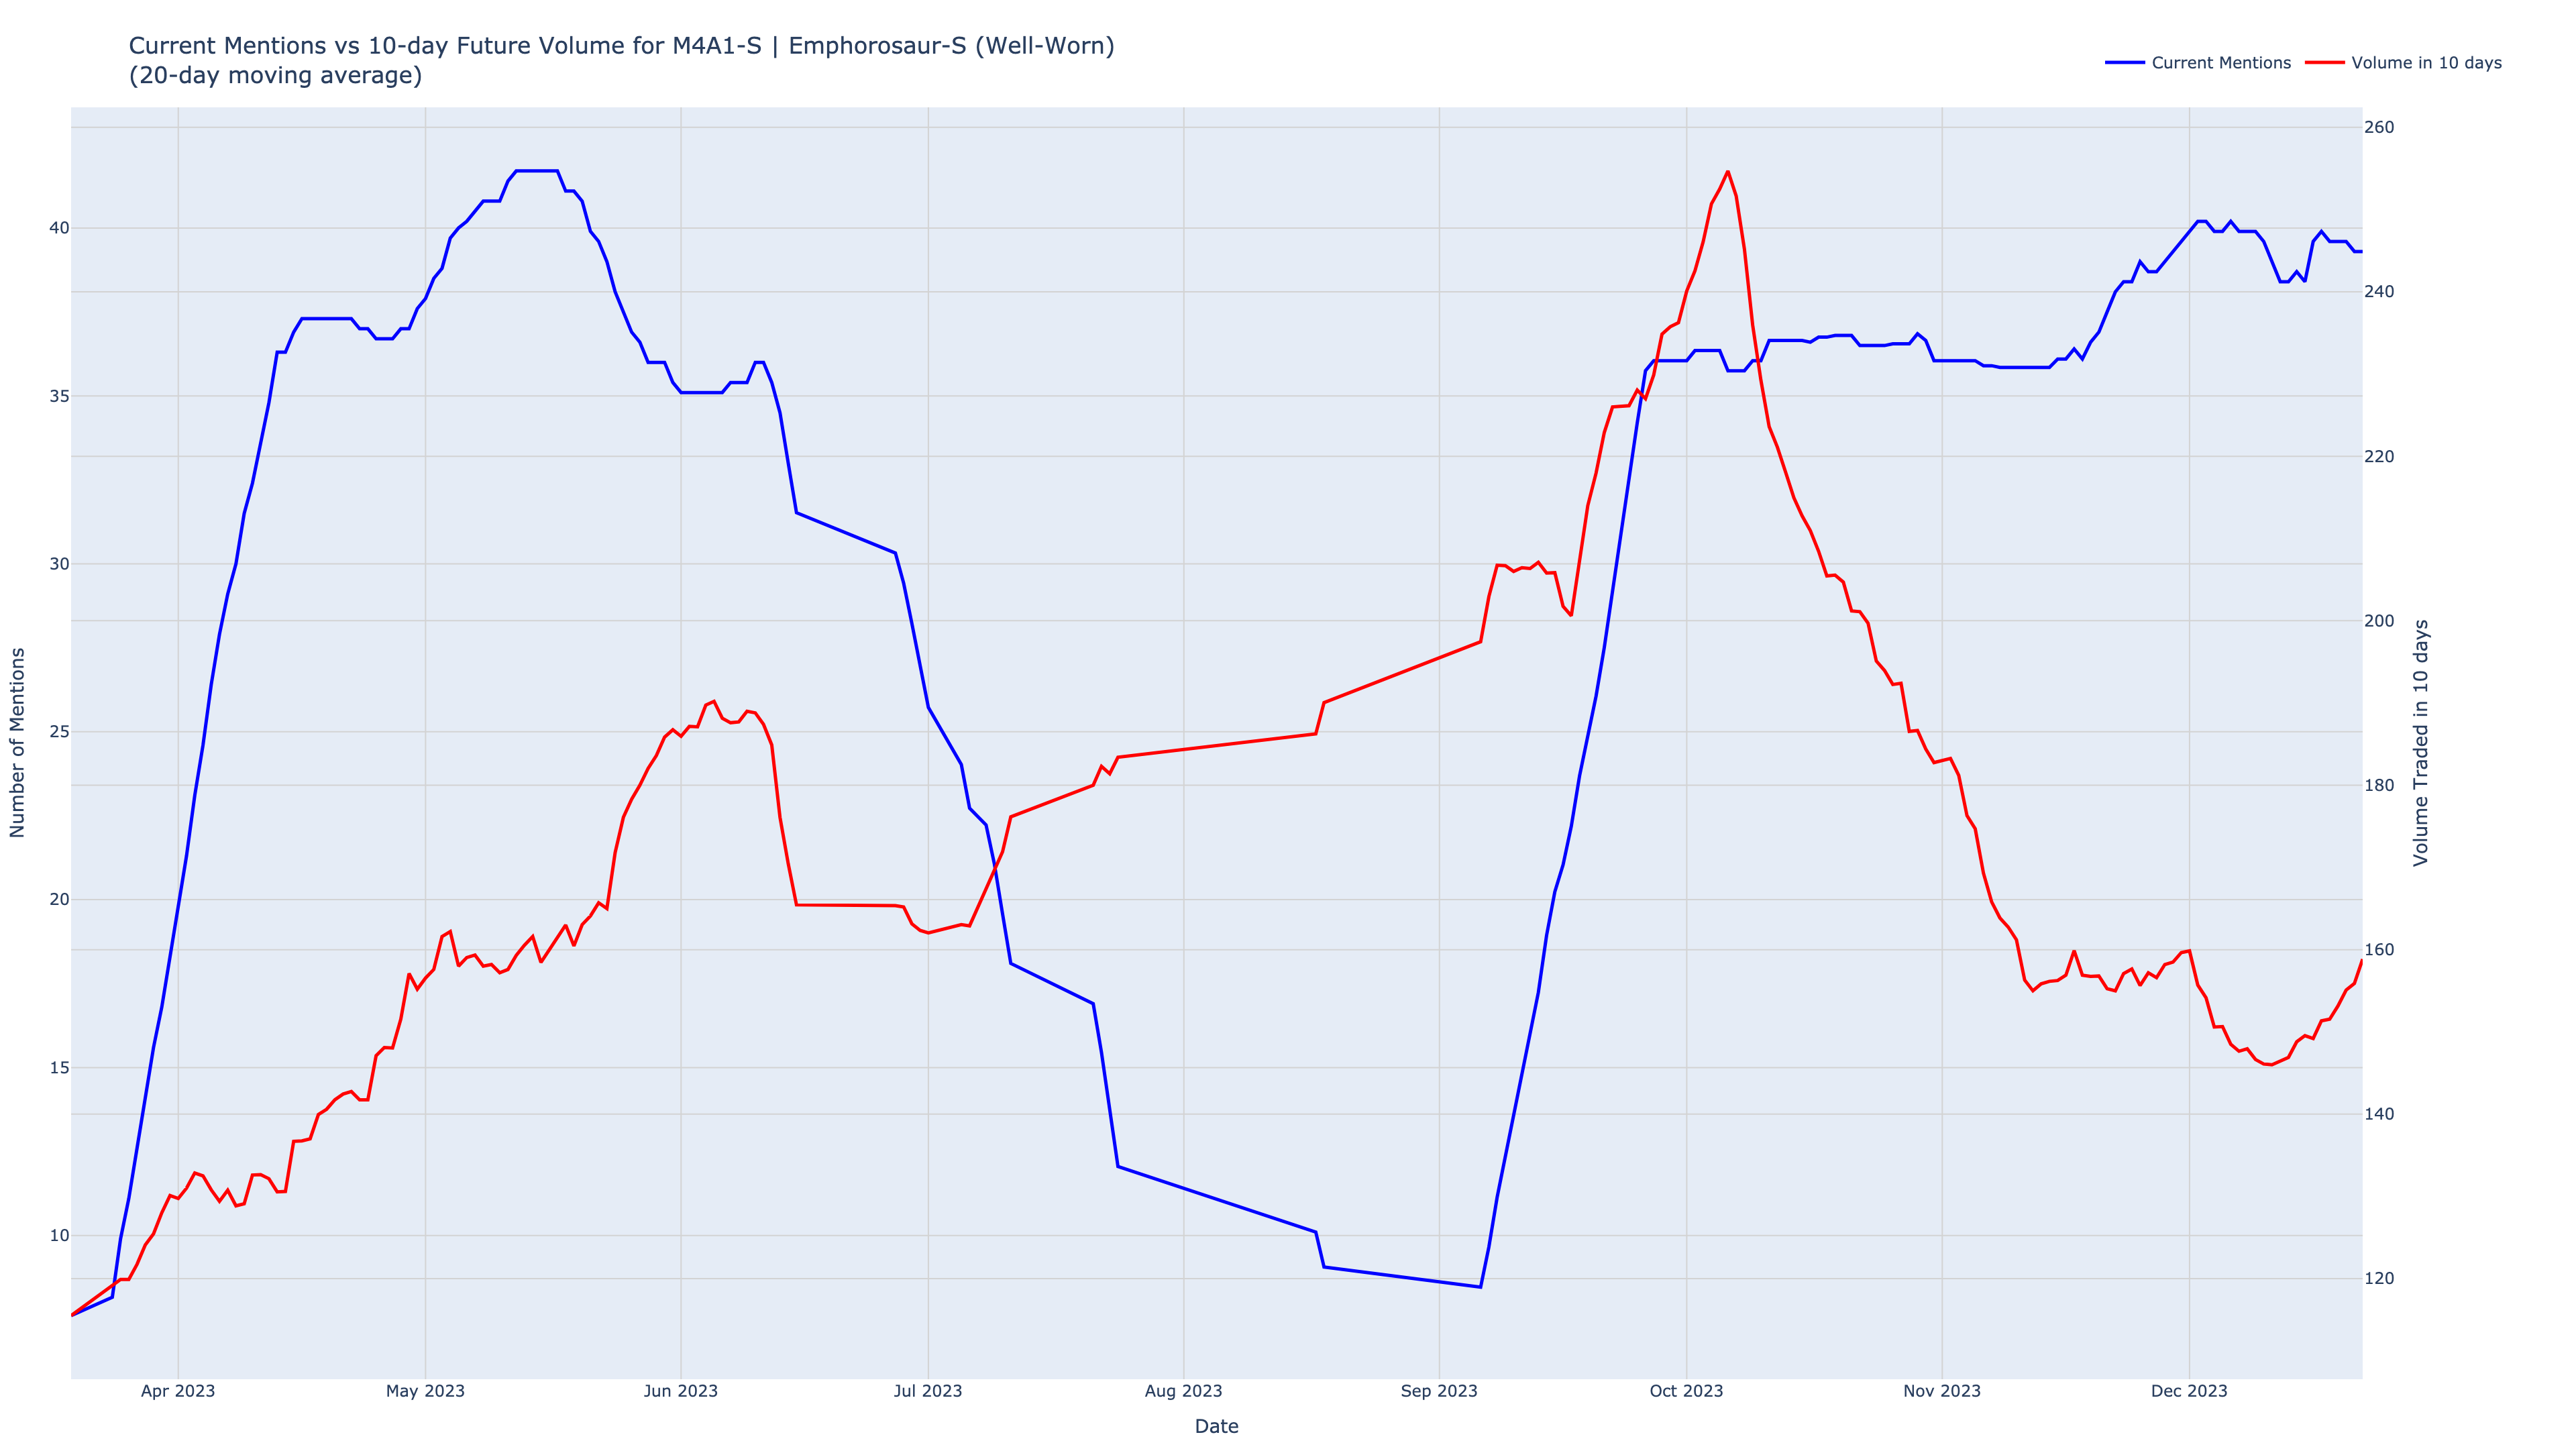 Current Mentions vs 10-day Future Volume for M4A1-S | Emphorosaur-S (Well-Worn)
(20-day moving average)
Current Mentions
Volume in 10 days
Number of Mentions
40
35
30
25
20
15
10
260
240
220
200
180
160
140
120
Volume Traded in 10 days
Apr 2023
May 2023
Jun 2023
Jul 2023
Aug 2023
Sep 2023
Oct 2023
Nov 2023
Dec 2023
Date